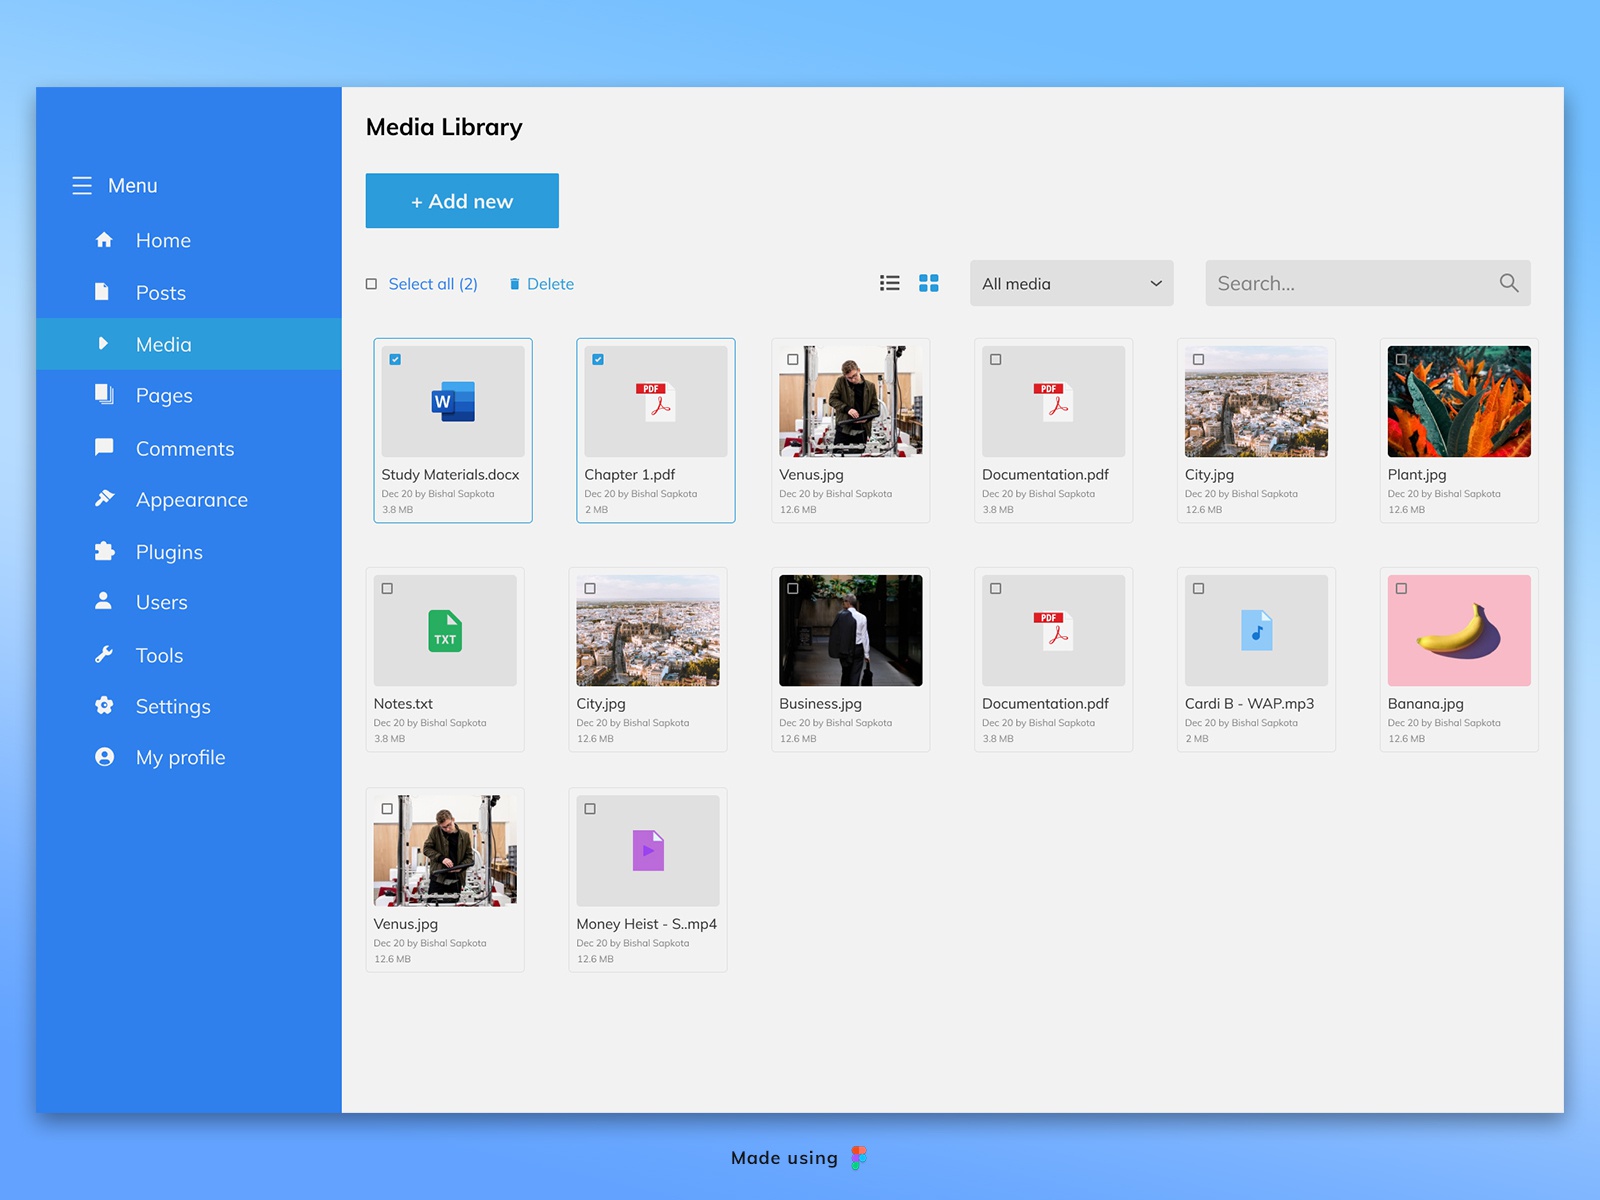 Media Library
Menu
+ Add new
Home
Posts
Media
Pages
Comments
Appearance
Plugins
Users
Tools
Settings
My profile
Select all (2)
Delete
All media
Search...
W
Study Materials.docx
Dec 20 by Bishal Sapkota
3.8 MB
PDF
Chapter 1.pdf
Dec 20 by Bishal Sapkota
2 MB
Venus.jpg
Dec 20 by Bishal Sapkota
12.6 MB
PDF
Documentation.pdf
Dec 20 by Bishal Sapkota
3.8 MB
City.jpg
Dec 20 by Bishal Sapkota
12.6 MB
Plant.jpg
Dec 20 by Bishal Sapkota
12.6 MB
TXT
Notes.txt
Dec 20 by Bishal Sapkota
3.8 MB
City.jpg
Dec 20 by Bishal Sapkota
12.6 MB
Business.jpg
Dec 20 by Bishal Sapkota
12.6 MB
PDF
Documentation.pdf
Dec 20 by Bishal Sapkota
3.8 MB
Cardi B - WAP.mp3
Dec 20 by Bishal Sapkota
2 MB
Banana.jpg
Dec 20 by Bishal Sapkota
12.6 MB
Venus.jpg
Dec 20 by Bishal Sapkota
12.6 MB
Money Heist - S..mp4
Dec 20 by Bishal Sapkota
12.6 MB
Made using